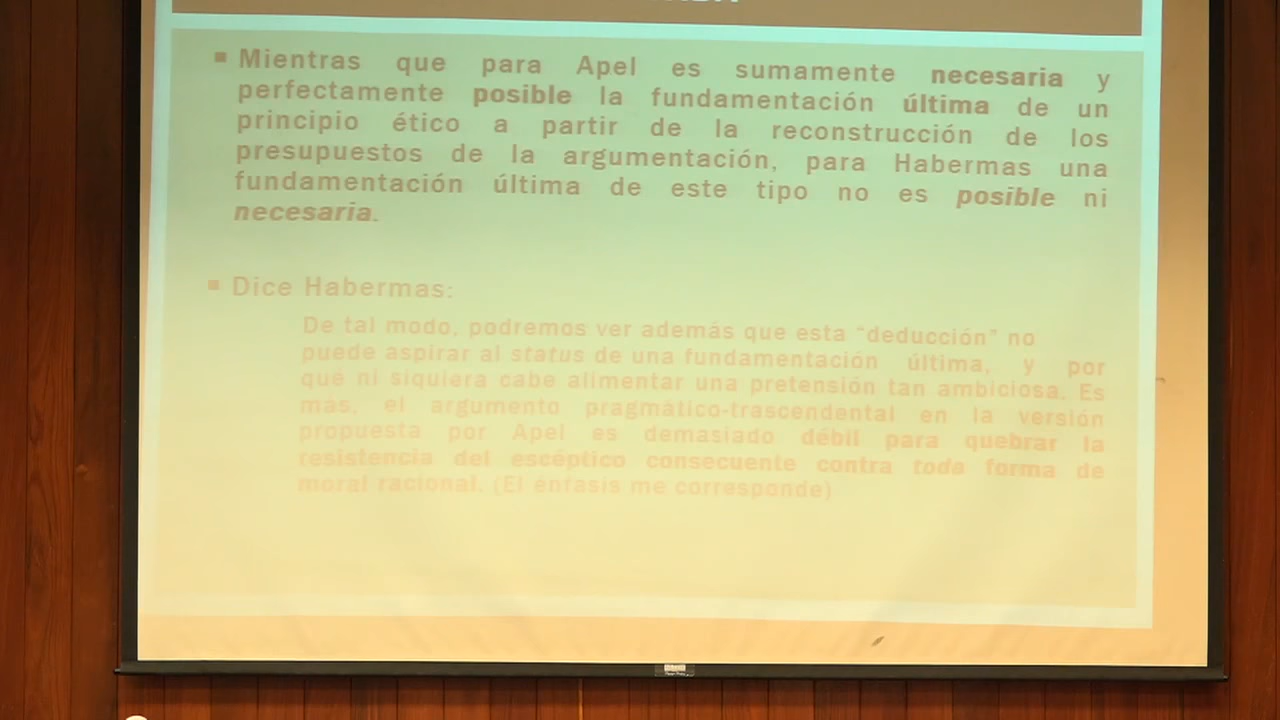 ▪ Mientras que para Apel es sumamente necesaria y
perfectamente posible la fundamentación última de un
principio ético a partir de la reconstrucción de los
presupuestos de la argumentación, para Habermas una
fundamentación última de este tipo no es posible ni
necesaria.
▪ Dice Habermas:
De tal modo, podremos ver además que esta “deducción” no
puede aspirar al status de una fundamentación última, y por
qué ni siquiera cabe alimentar una pretensión tan ambiciosa. Es
más, el argumento pragmático-trascendental en la versión
propuesta por Apel es demasiado débil para quebrar la
resistencia del escéptico consecuente contra toda forma de
moral racional. (El énfasis me corresponde)